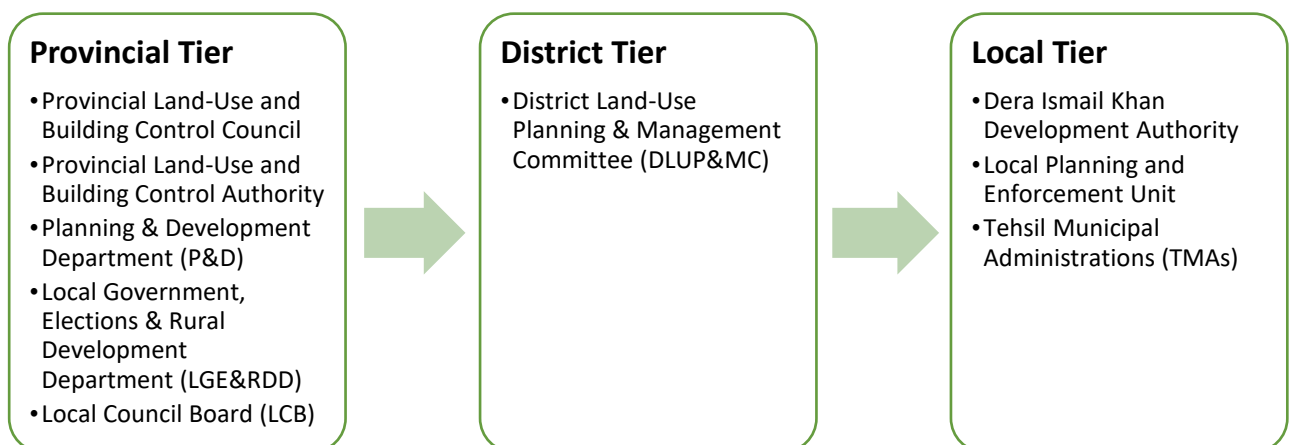 Provincial Tier
•Provincial Land-Use and
Building Control Council
•Provincial Land-Use and
Building Control Authority
•Planning & Development
Department (P&D)
•Local Government,
Elections & Rural
Development
Department (LGE&RDD)
•Local Council Board (LCB)
District Tier
•District Land-Use
Planning & Management
Committee (DLUP&MC)
Local Tier
•Dera Ismail Khan
Development Authority
•Local Planning and
Enforcement Unit
•Tehsil Municipal
Administrations (TMAs)